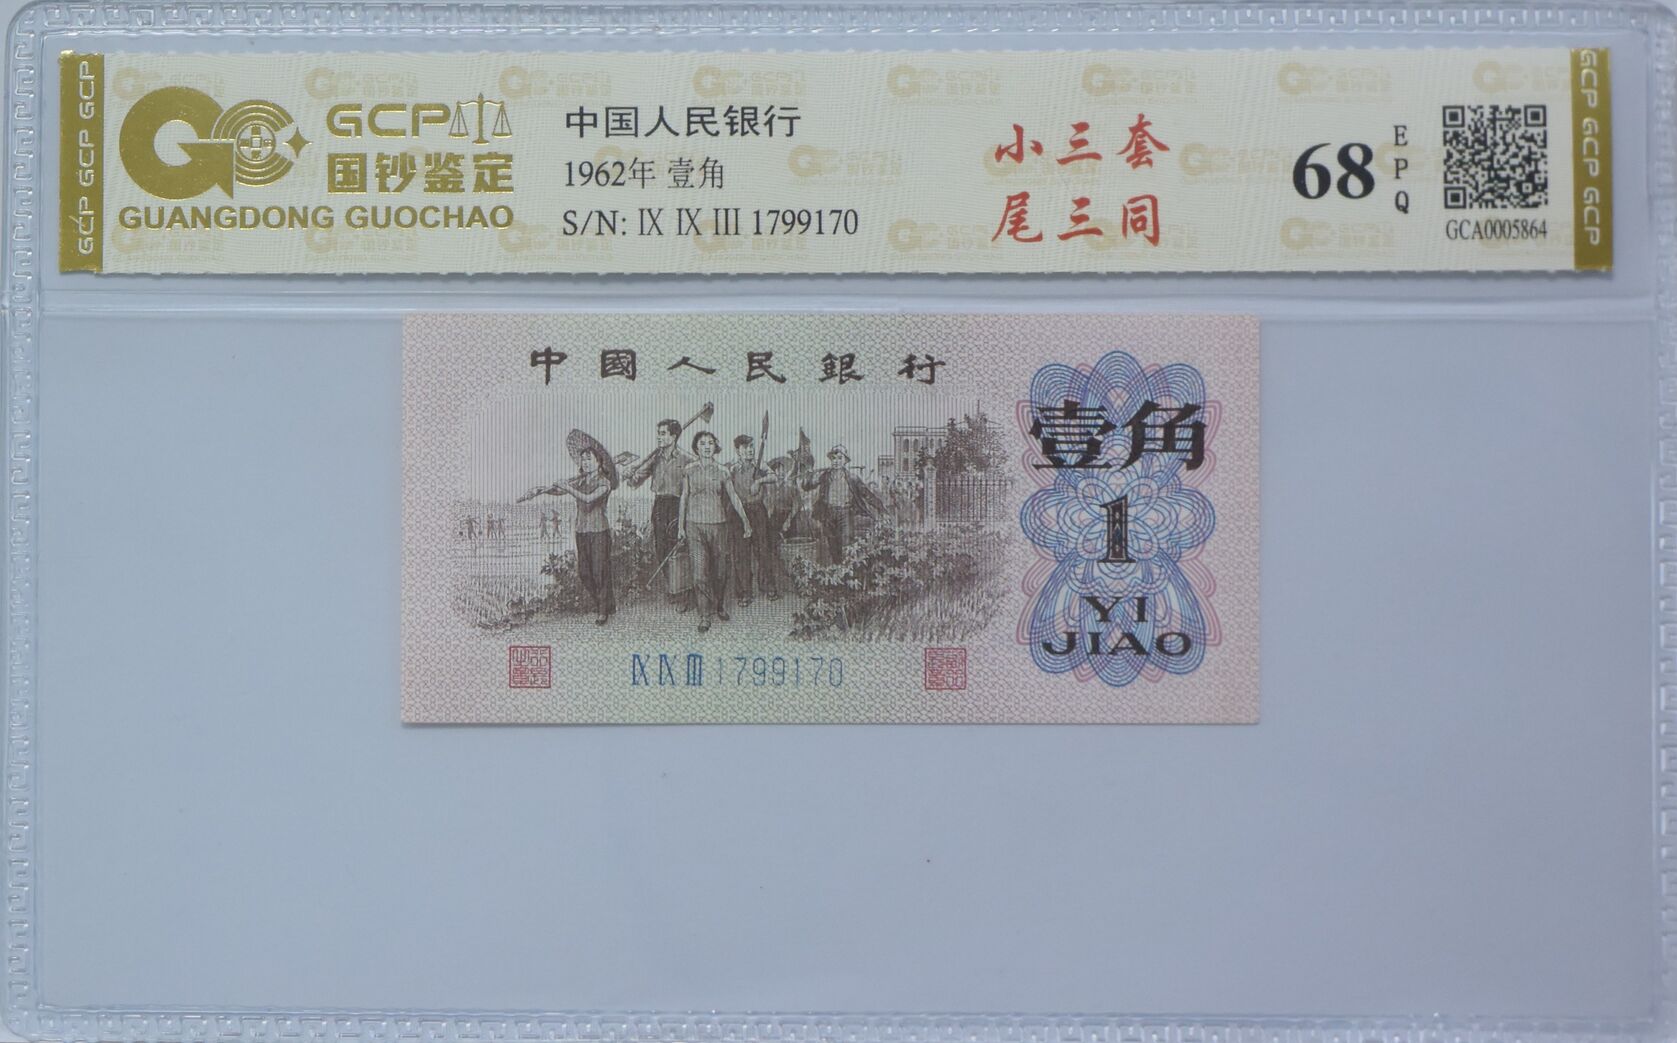 GCP GCP GCP
GCP
国钞鉴定
GUANGDONG GUOCHAO
中国人民银行
1962年 壹角
S/N: IX IX III 1799170
小三套
尾三同
68
EPQ
GCA0005864
GCP GCP GCP
中國人民銀行
壹角
1
YI
JIAO
IX IX III 1799170